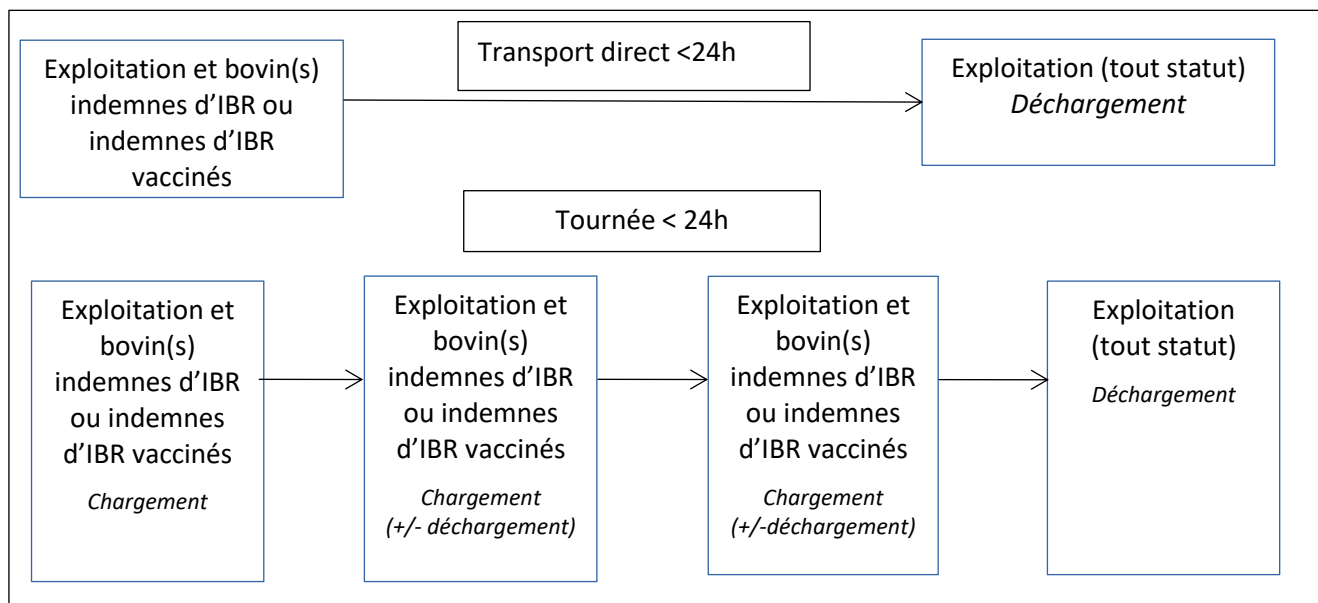 Exploitation et bovin(s)
indemnes d'IBR ou
indemnes d'IBR
vaccinés
Transport direct <24h
Exploitation (tout statut)
Déchargement
Tournée < 24h
Exploitation et
bovin(s)
indemnes d'IBR
ou indemnes
d'IBR vaccinés
Chargement
Exploitation et
bovin(s)
indemnes d'IBR
ou indemnes
d'IBR vaccinés
Chargement
(+/- déchargement)
Exploitation et
bovin(s)
indemnes d'IBR
ou indemnes
d'IBR vaccinés
Chargement
(+/-déchargement)
Exploitation
(tout statut)
Déchargement